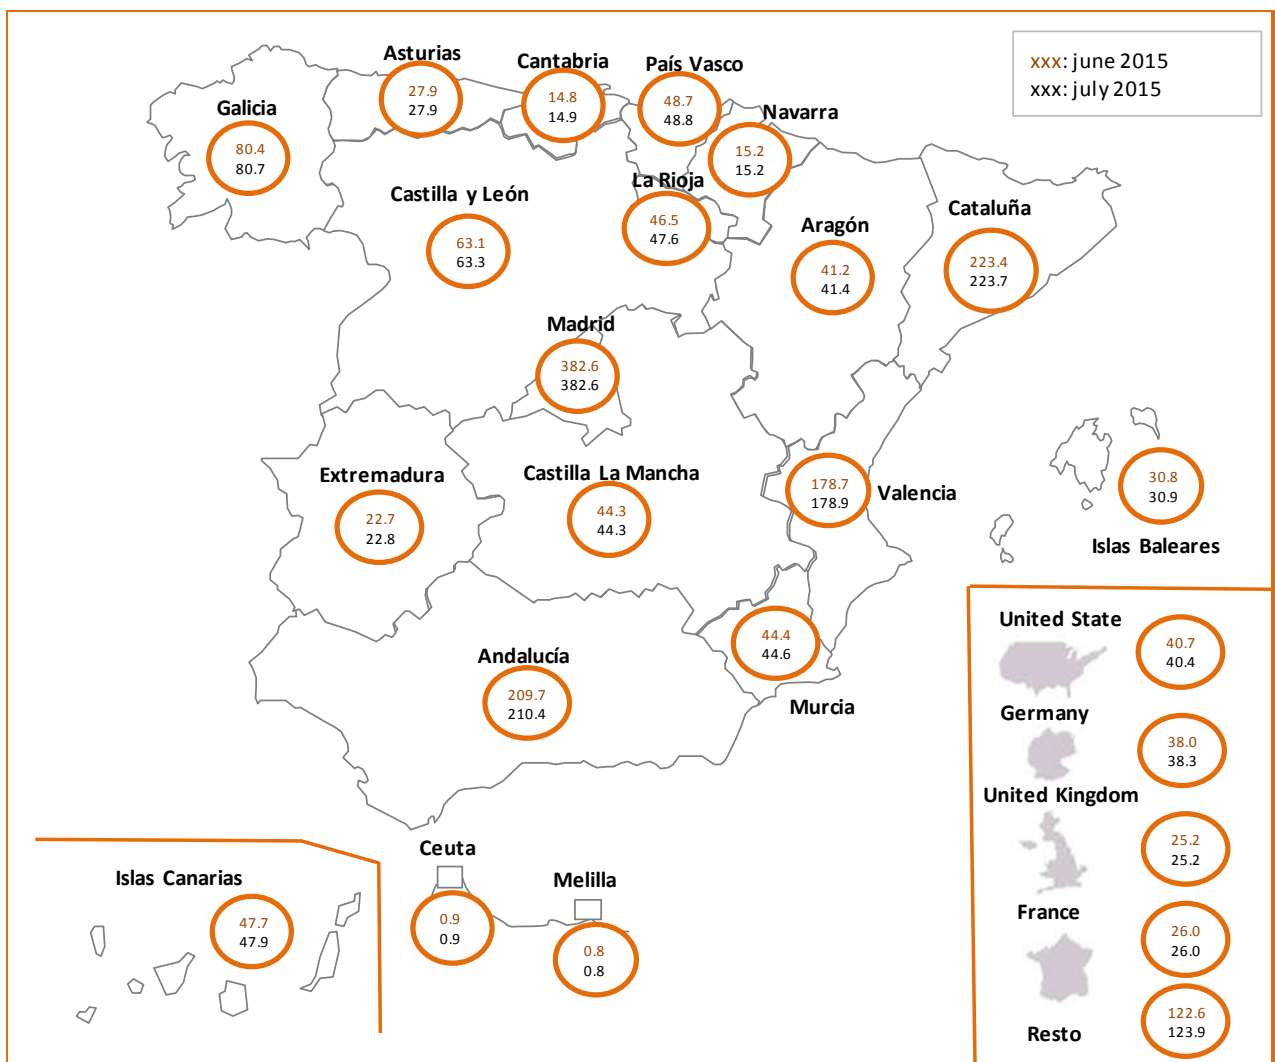 xxx: june 2015
xxx: july 2015
Asturias
27.9
27.9
Cantabria
14.8
14.9
País Vasco
48.7
48.8
Navarra
15.2
15.2
Galicia
80.4
80.7
Castilla y León
63.1
63.3
La Rioja
46.5
47.6
Aragón
41.2
41.4
Cataluña
223.4
223.7
Madrid
382.6
382.6
Extremadura
22.7
22.8
Castilla La Mancha
44.3
44.3
178.7
178.9
Valencia
30.8
30.9
Islas Baleares
Andalucía
209.7
210.4
44.4
44.6
Murcia
United State
40.7
40.4
Germany
38.0
38.3
United Kingdom
25.2
25.2
France
26.0
26.0
Resto
122.6
123.9
Islas Canarias
47.7
47.9
Ceuta
0.9
0.9
Melilla
0.8
0.8